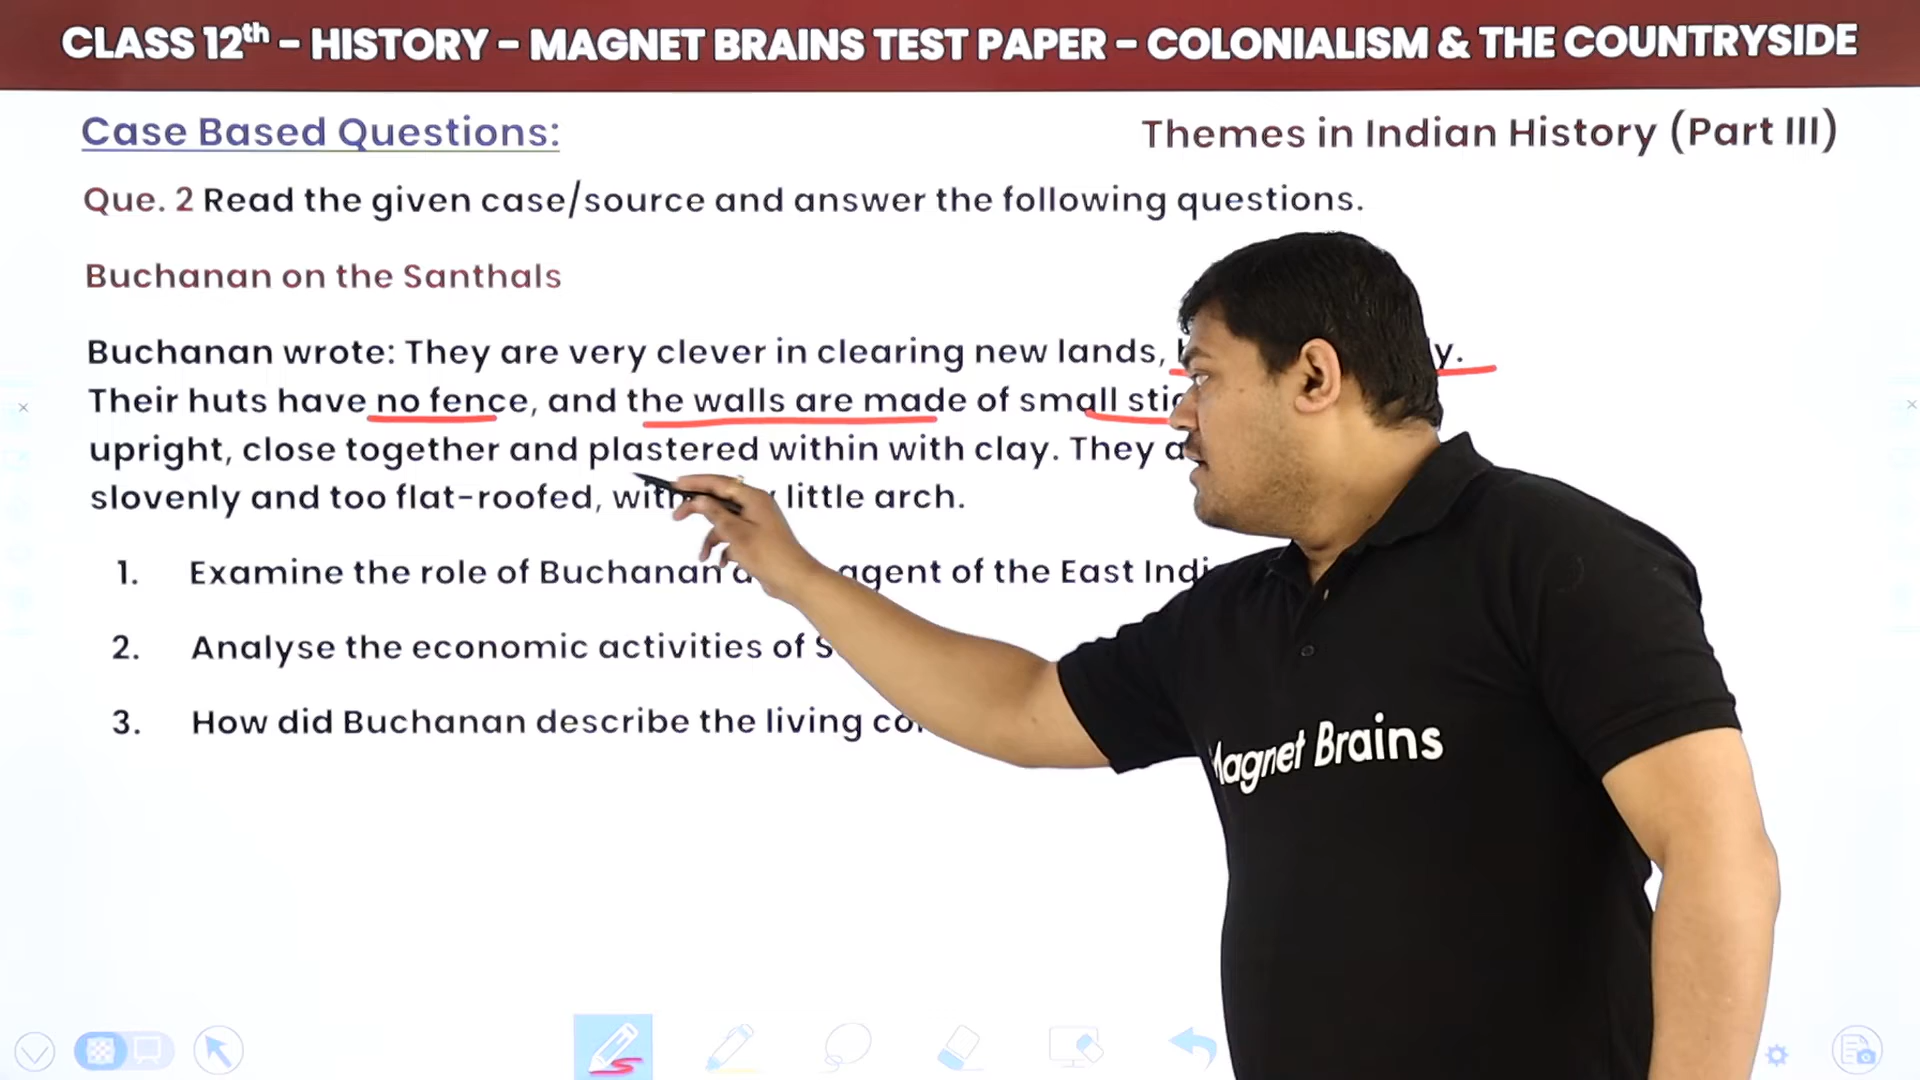 CLASS 12th – HISTORY – MAGNET BRAINS TEST PAPER – COLONIALISM & THE COUNTRYSIDE
Case Based Questions:
Themes in Indian History (Part III)
Que. 2 Read the given case/source and answer the following questions.
Buchanan on the Santhals
Buchanan wrote: They are very clever in clearing new lands,
Their huts have no fence, and the walls are made of small
upright, close together and plastered within with clay. They
slovenly and too flat-roofed, little arch.
1. Examine the role of Buchanan agent of the East
2. Analyse the economic activities of
3. How did Buchanan describe the living
Magnet Brains